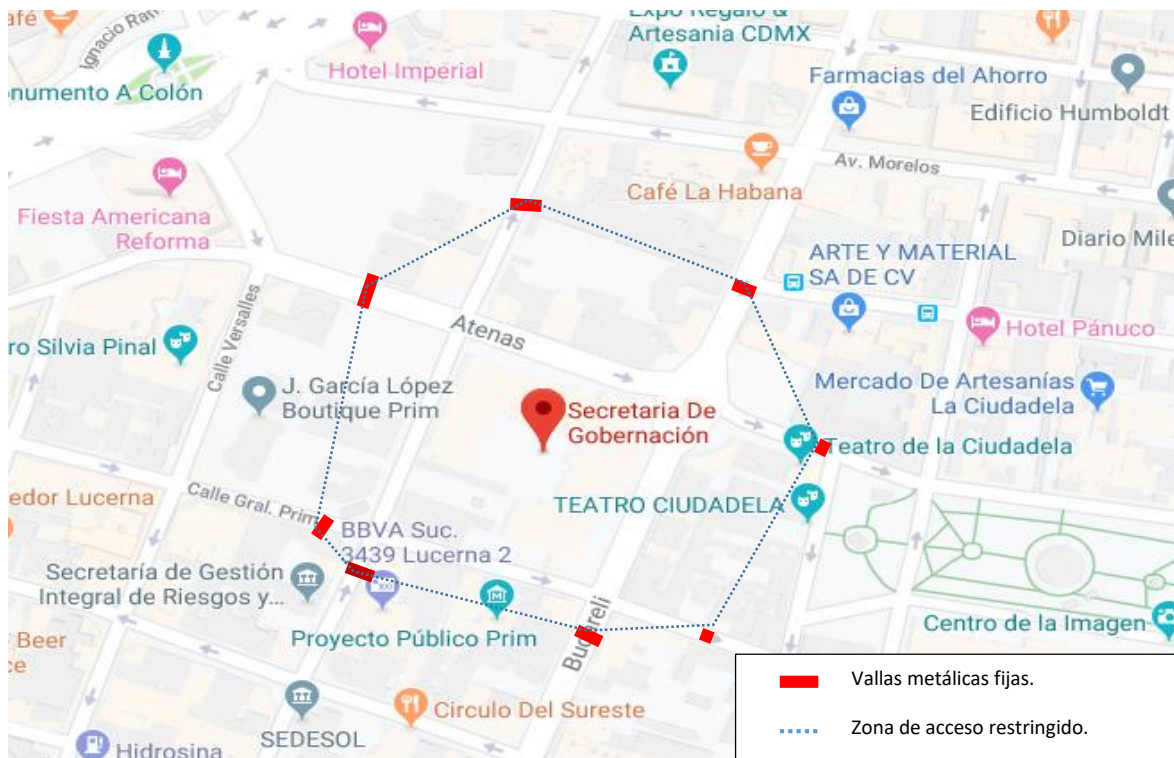 afé
Ignacio Ram
Hotel Imperial
onumento A Colón
Expo Regalo &
Artesania CDMX
Farmacias del Ahorro
Edificio Humboldt
Av. Morelos
Café La Habana
Fiesta Americana
Reforma
Diario Mile
ARTE Y MATERIAL
SA DE CV
Hotel Pánuco
Calle Versalles
Atenas
ro Silvia Pinal
J. García López
Boutique Prim
Secretaria De
Gobernación
Mercado De Artesanías
La Ciudadela
Teatro de la Ciudadela
edor Lucerna
Calle Gral. Prim
TEATRO CIUDADELA
BBVA Suc.
3439 Lucerna 2
Secretaría de Gestión
Integral de Riesgos y...
Proyecto Público Prim
Bucareli
Centro de la Imagen
Beer
ce
Circulo Del Sureste
SEDESOL
Hidrosina
Vallas metálicas fijas.
Zona de acceso restringido.